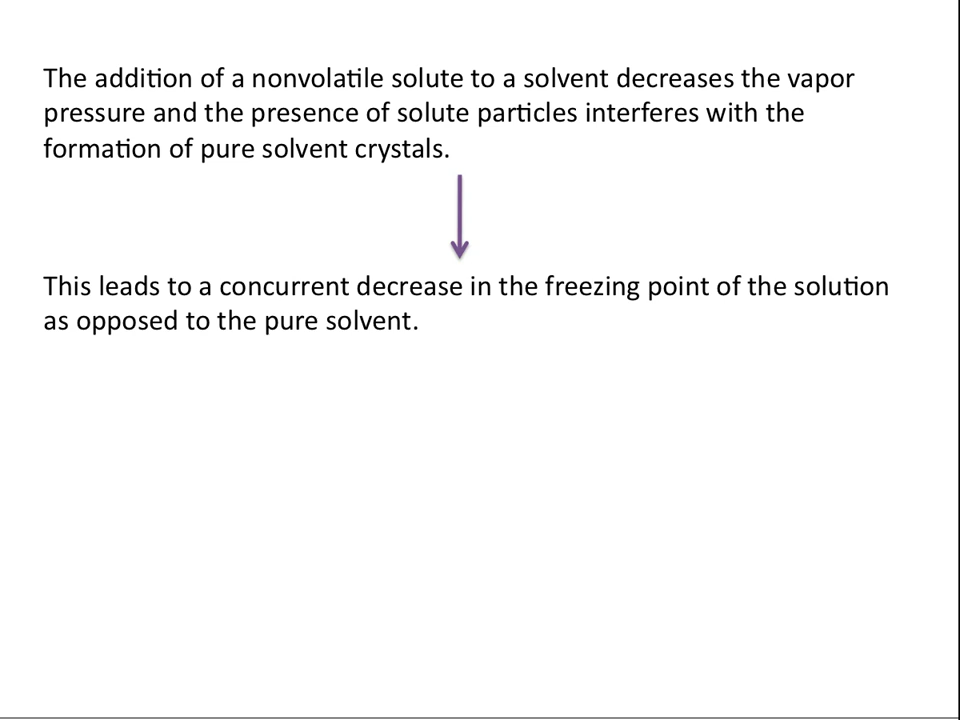 The addition of a nonvolatile solute to a solvent decreases the vapor
pressure and the presence of solute particles interferes with the
formation of pure solvent crystals.
This leads to a concurrent decrease in the freezing point of the solution
as opposed to the pure solvent.